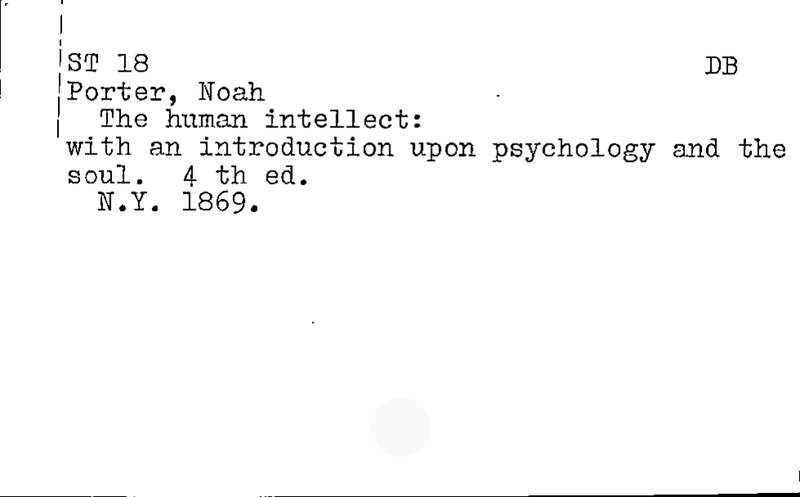 ST 18 DB
Porter, Noah
The human intellect:
with an introduction upon psychology and the
soul. 4 th ed.
N.Y. 1869.